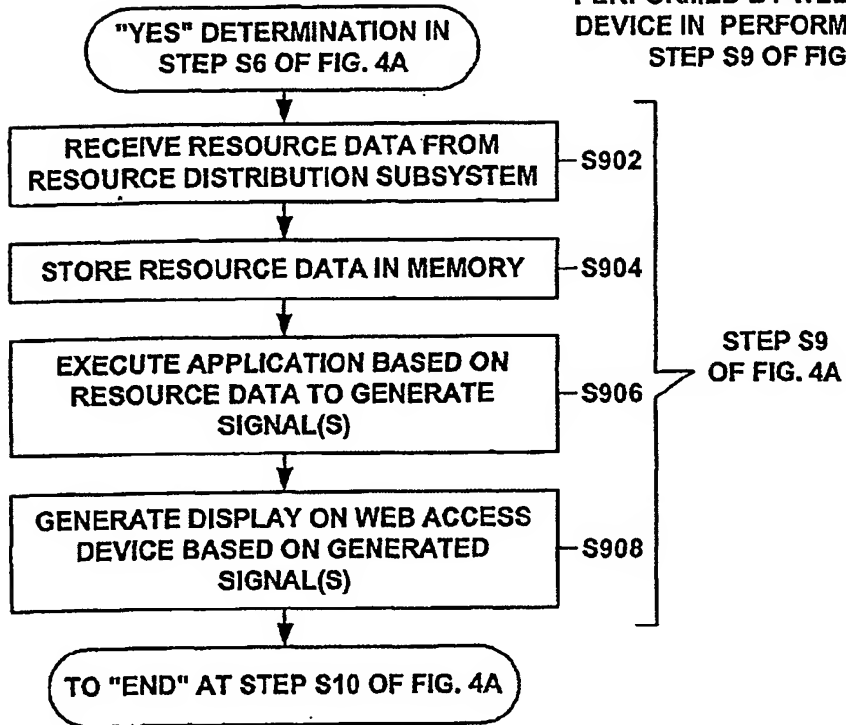 DEVICE IN PERFORM
STEP S9 OF FIG
"YES" DETERMINATION IN
STEP S6 OF FIG. 4A
RECEIVE RESOURCE DATA FROM
RESOURCE DISTRIBUTION SUBSYSTEM
S902
STORE RESOURCE DATA IN MEMORY
S904
EXECUTE APPLICATION BASED ON
RESOURCE DATA TO GENERATE
SIGNAL(S)
S906
GENERATE DISPLAY ON WEB ACCESS
DEVICE BASED ON GENERATED
SIGNAL(S)
S908
STEP S9
OF FIG. 4A
TO "END" AT STEP S10 OF FIG. 4A